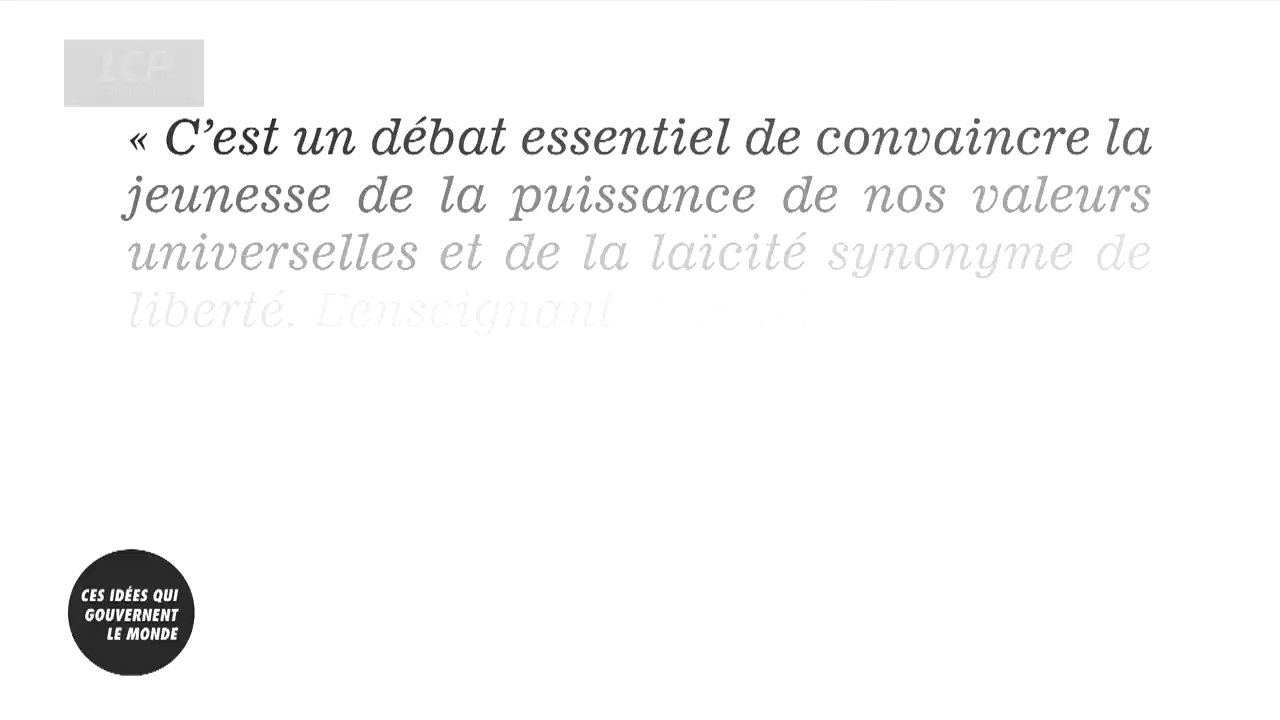 LCP
« C’est un débat essentiel de convaincre la
jeunesse de la puissance de nos valeurs
universelles et de la laïcité synonyme de
liberté. L’enseignant
CES IDÉES QUI
GOUVERNENT
LE MONDE